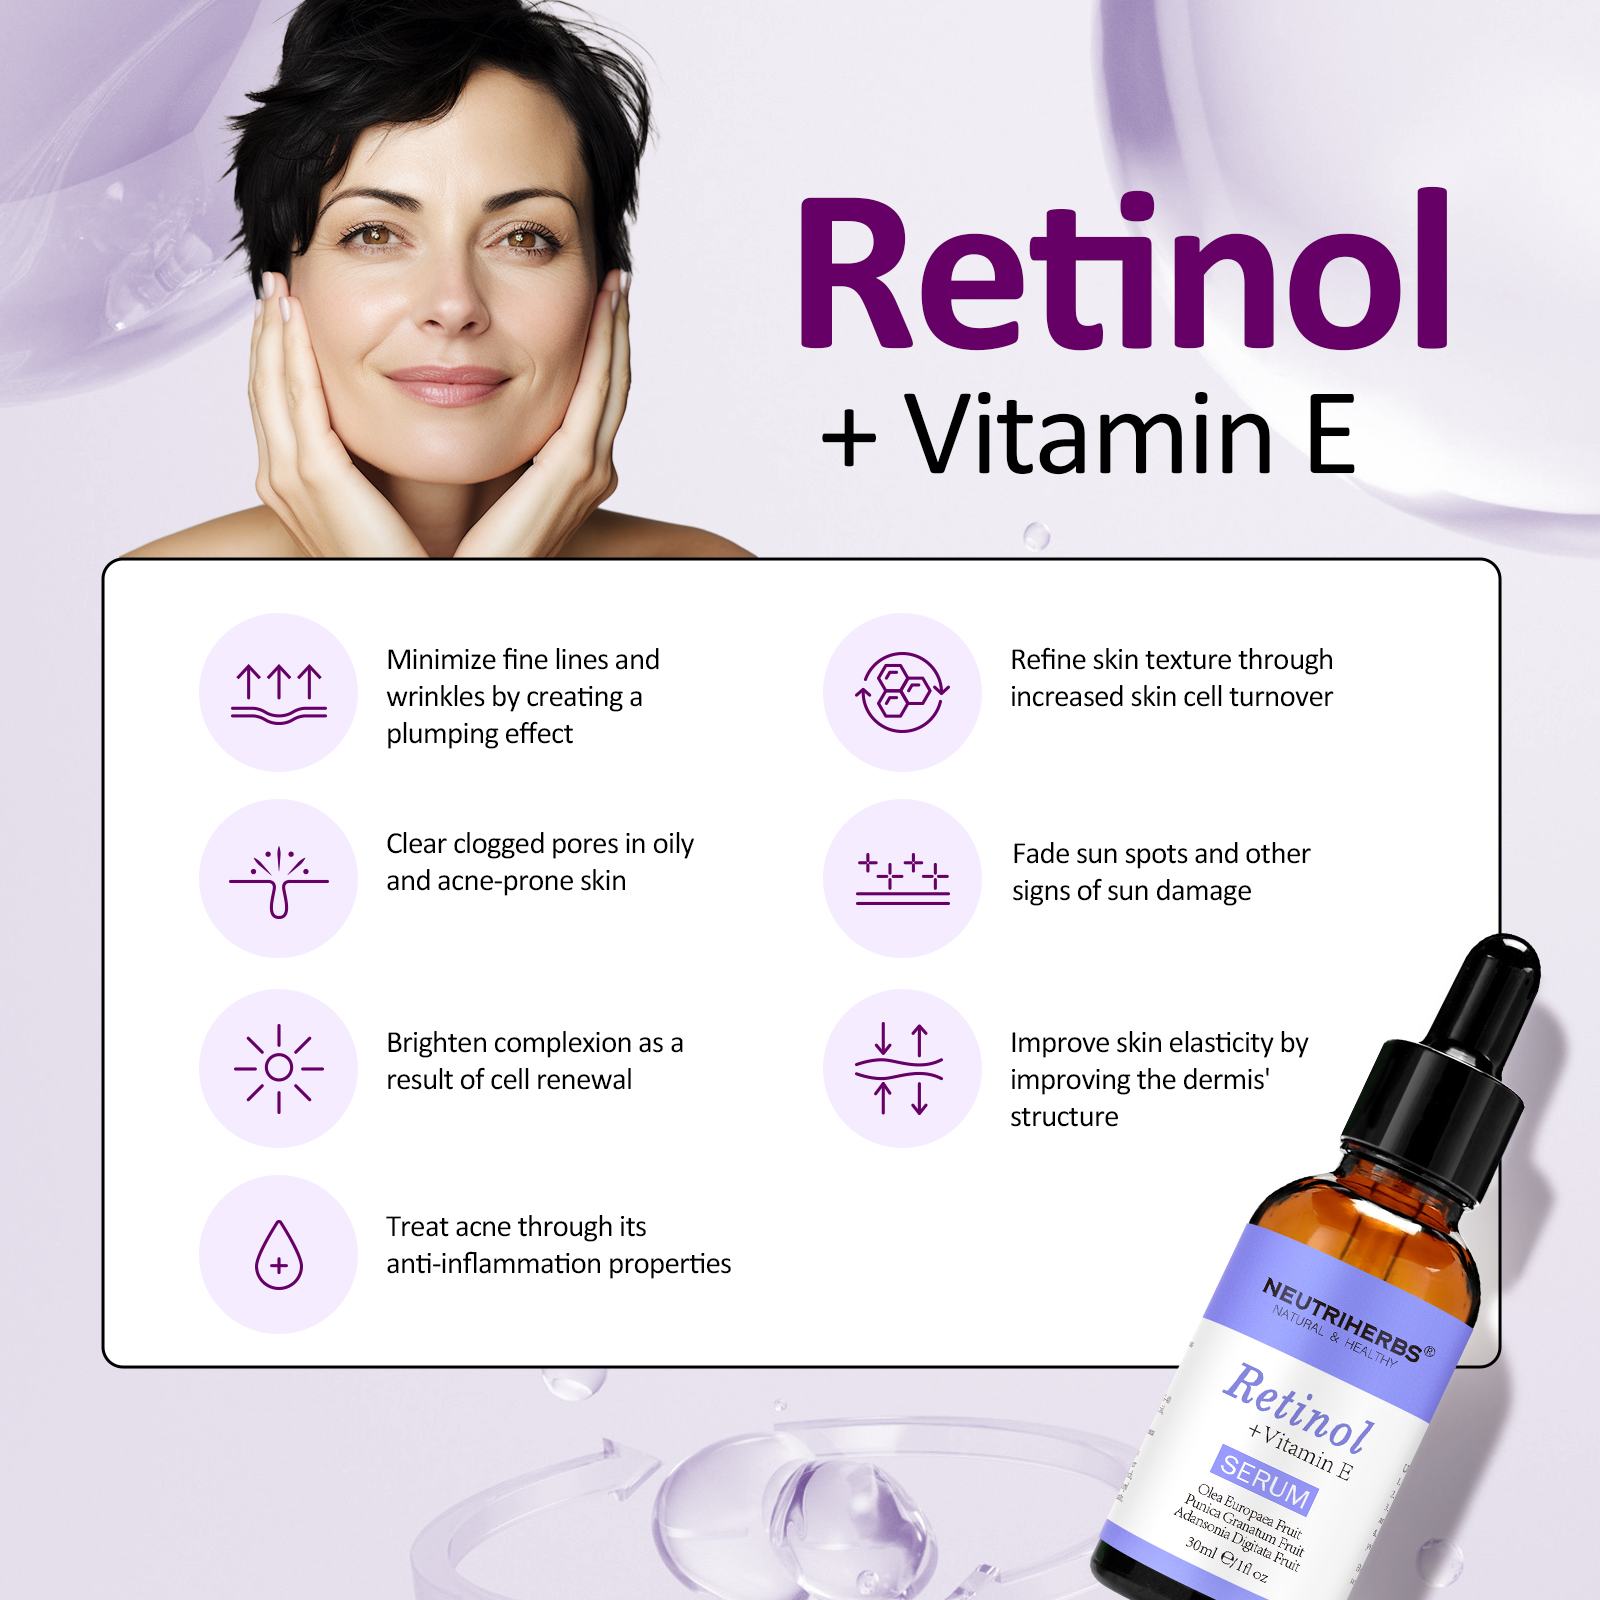 Retinol
+ Vitamin E
Minimize fine lines and
wrinkles by creating a
plumping effect
Refine skin texture through
increased skin cell turnover
Clear clogged pores in oily
and acne-prone skin
Fade sun spots and other
signs of sun damage
Brighten complexion as a
result of cell renewal
Improve skin elasticity by
improving the dermis'
structure
Treat acne through its
anti-inflammation properties
NEUTRIHERBS®
NATURAL & HEALTHY
Retinol
+Vitamin E
SERUM
Olea Europaea Fruit
Punica Granatum Fruit
Adansonia Digitata Fruit
30ml ℮/1fl oz